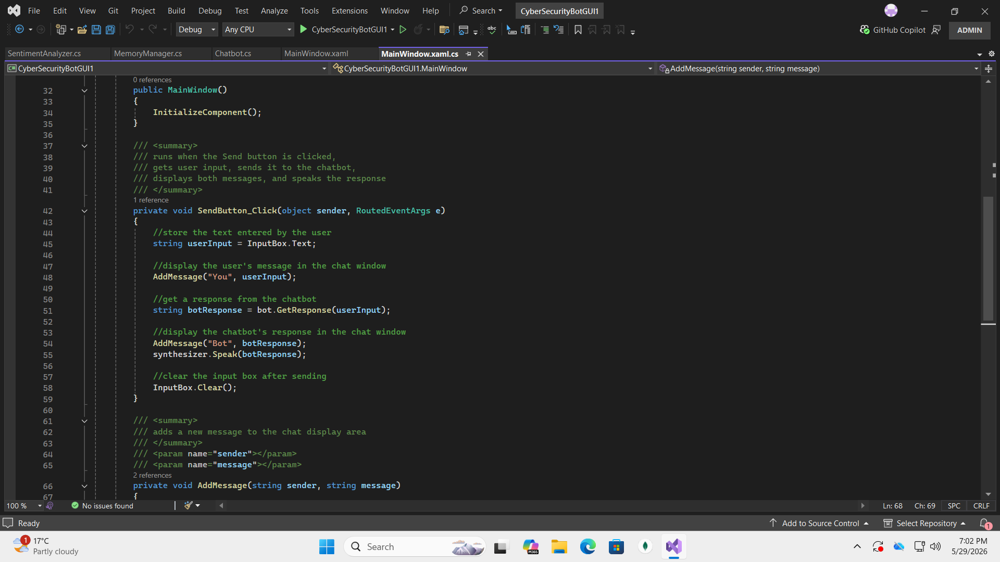 File Edit View Git Project Build Debug Test Analyze Tools Extensions Window Help Search CyberSecurityBotGUI1
Debug Any CPU CyberSecurityBotGUI1 abc GitHub Copilot ADMIN
SentimentAnalyzer.cs MemoryManager.cs Chatbot.cs MainWindow.xaml MainWindow.xaml.cs
C# CyberSecurityBotGUI1 CyberSecurityBotGUI1.MainWindow AddMessage(string sender, string message)
0 references
32 public MainWindow()
33 {
34 InitializeComponent();
35 }
36
37 /// <summary>
38 /// runs when the Send button is clicked,
39 /// gets user input, sends it to the chatbot,
40 /// displays both messages, and speaks the response
41 /// </summary>
1 reference
42 private void SendButton_Click(object sender, RoutedEventArgs e)
43 {
44 //store the text entered by the user
45 string userInput = InputBox.Text;
46
47 //display the user's message in the chat window
48 AddMessage("You", userInput);
49
50 //get a response from the chatbot
51 string botResponse = bot.GetResponse(userInput);
52
53 //display the chatbot's response in the chat window
54 AddMessage("Bot", botResponse);
55 synthesizer.Speak(botResponse);
56
57 //clear the input box after sending
58 InputBox.Clear();
59 }
60
61 /// <summary>
62 /// adds a new message to the chat display area
63 /// </summary>
64 /// <param name="sender"></param>
65 /// <param name="message"></param>
2 references
66 private void AddMessage(string sender, string message)
67 {
100 % No issues found Ln: 68 Ch: 69 SPC CRLF
Ready Add to Source Control Select Repository 1
1 17°C
Partly cloudy
Search
M365
7:02 PM
5/29/2026